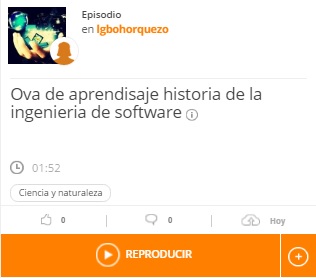 Episodio
en lgbohorquezo
Ova de aprendisaje historia de la
ingenieria de software
01:52
Ciencia y naturaleza
0
0
Hoy
REPRODUCIR